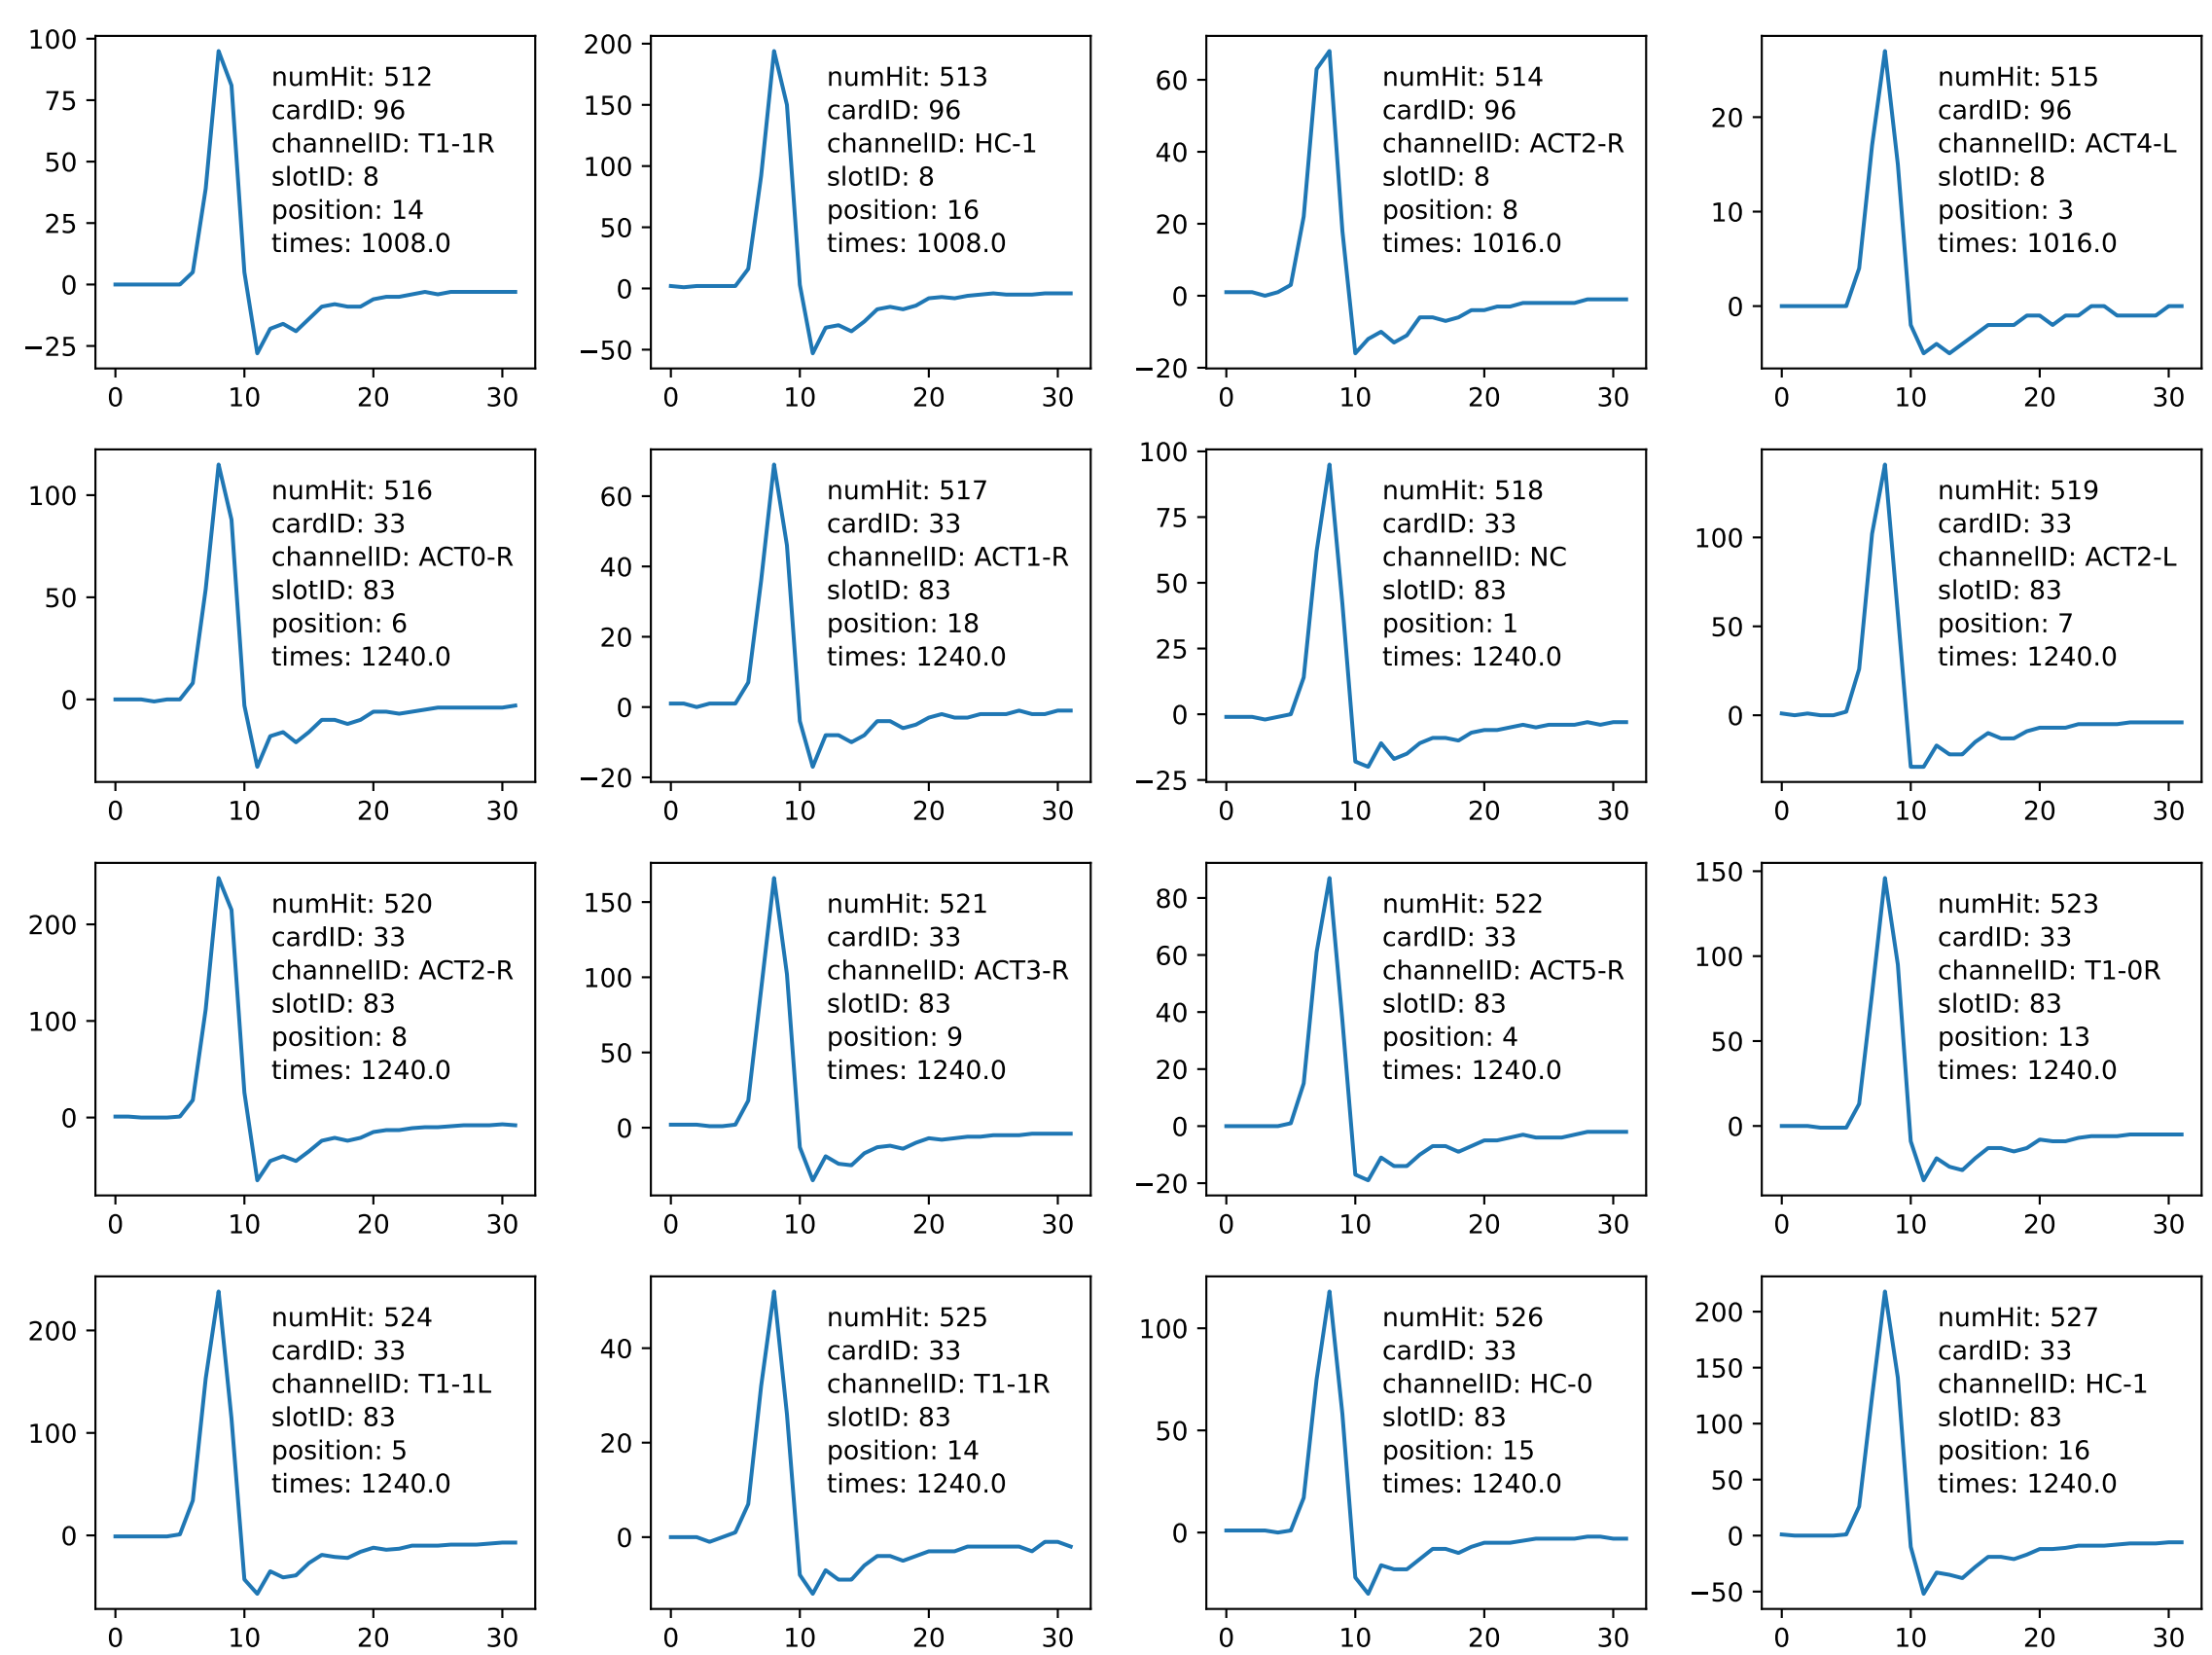 100
75
50
25
0
−25
0
10
20
30
numHit: 512
cardID: 96
channelID: T1-1R
slotID: 8
position: 14
times: 1008.0
200
150
100
50
0
−50
0
10
20
30
numHit: 513
cardID: 96
channelID: HC-1
slotID: 8
position: 16
times: 1008.0
60
40
20
0
−20
0
10
20
30
numHit: 514
cardID: 96
channelID: ACT2-R
slotID: 8
position: 8
times: 1016.0
20
10
0
0
10
20
30
numHit: 515
cardID: 96
channelID: ACT4-L
slotID: 8
position: 3
times: 1016.0
100
50
0
0
10
20
30
numHit: 516
cardID: 33
channelID: ACT0-R
slotID: 83
position: 6
times: 1240.0
60
40
20
0
−20
0
10
20
30
numHit: 517
cardID: 33
channelID: ACT1-R
slotID: 83
position: 18
times: 1240.0
100
75
50
25
0
−25
0
10
20
30
numHit: 518
cardID: 33
channelID: NC
slotID: 83
position: 1
times: 1240.0
100
50
0
0
10
20
30
numHit: 519
cardID: 33
channelID: ACT2-L
slotID: 83
position: 7
times: 1240.0
200
100
0
0
10
20
30
numHit: 520
cardID: 33
channelID: ACT2-R
slotID: 83
position: 8
times: 1240.0
150
100
50
0
0
10
20
30
numHit: 521
cardID: 33
channelID: ACT3-R
slotID: 83
position: 9
times: 1240.0
80
60
40
20
0
−20
0
10
20
30
numHit: 522
cardID: 33
channelID: ACT5-R
slotID: 83
position: 4
times: 1240.0
150
100
50
0
0
10
20
30
numHit: 523
cardID: 33
channelID: T1-0R
slotID: 83
position: 13
times: 1240.0
200
100
0
0
10
20
30
numHit: 524
cardID: 33
channelID: T1-1L
slotID: 83
position: 5
times: 1240.0
40
20
0
0
10
20
30
numHit: 525
cardID: 33
channelID: T1-1R
slotID: 83
position: 14
times: 1240.0
100
50
0
0
10
20
30
numHit: 526
cardID: 33
channelID: HC-0
slotID: 83
position: 15
times: 1240.0
200
150
100
50
0
−50
0
10
20
30
numHit: 527
cardID: 33
channelID: HC-1
slotID: 83
position: 16
times: 1240.0